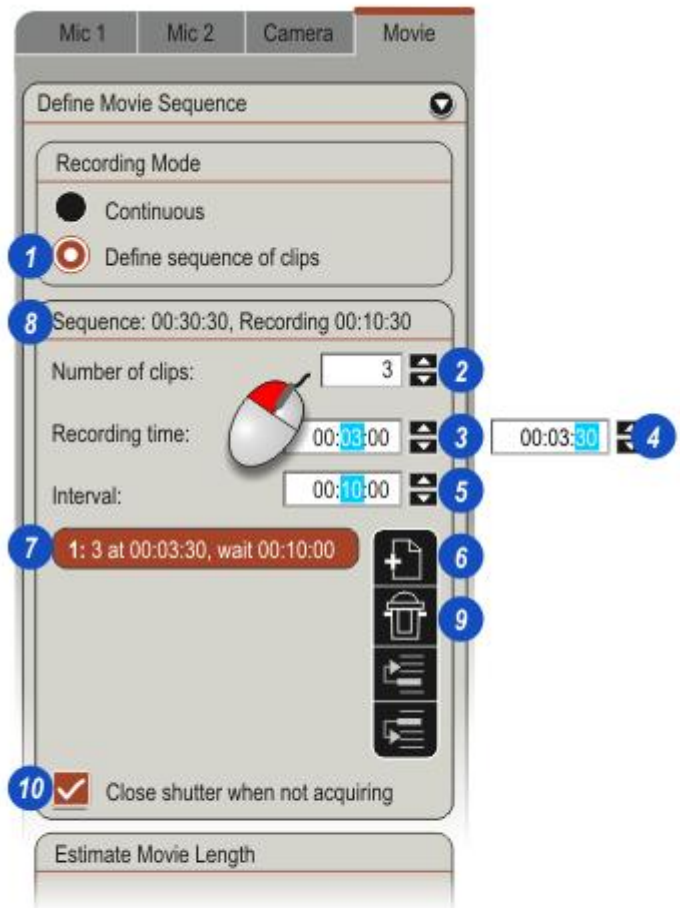 Mic 1 Mic 2 Camera Movie
Define Movie Sequence
Recording Mode
Continuous
1 Define sequence of clips
8 Sequence: 00:30:30, Recording 00:10:30
Number of clips: 3 2
Recording time: 00:03:00 3 00:03:30 4
Interval: 00:10:00 5
7 1: 3 at 00:03:30, wait 00:10:00 6
9
10 Close shutter when not acquiring
Estimate Movie Length